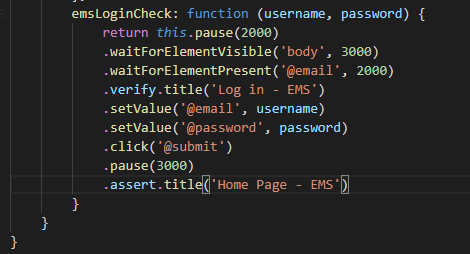 emsLoginCheck: function (username, password) {
return this.pause(2000)
.waitForElementVisible('body', 3000)
.waitForElementPresent('@email', 2000)
.verify.title('Log in - EMS')
.setValue('@email', username)
.setValue('@password', password)
.click('@submit')
.pause(3000)
.assert.title('Home Page - EMS')
}
}
}